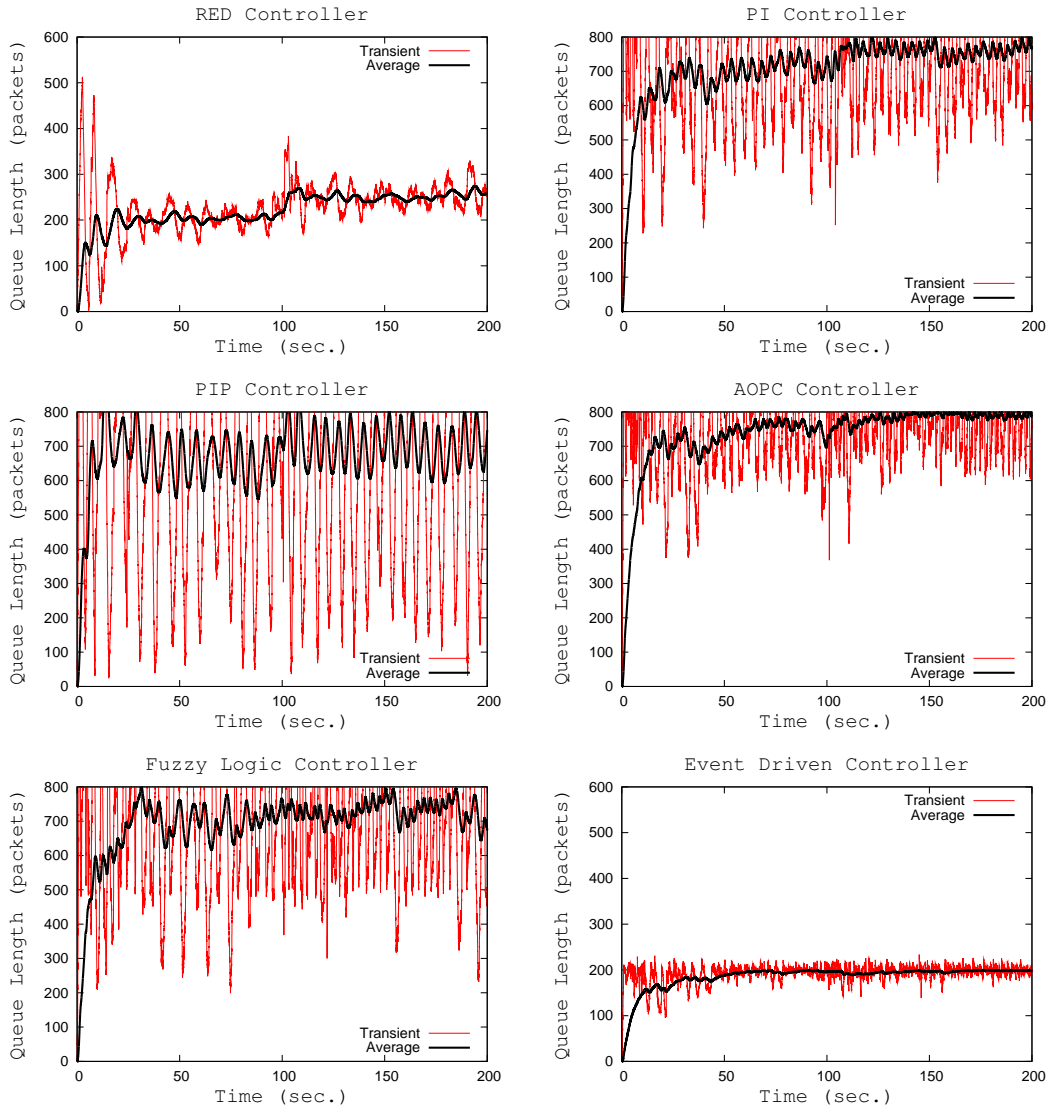 RED Controller
Queue Length (packets)
600
500
400
300
200
100
0
Transient
Average
0 50 100 150 200
Time (sec.)
PI Controller
Queue Length (packets)
800
700
600
500
400
300
200
100
0
Transient
Average
0 50 100 150 200
Time (sec.)
PIP Controller
Queue Length (packets)
800
700
600
500
400
300
200
100
0
Transient
Average
0 50 100 150 200
Time (sec.)
AOPC Controller
Queue Length (packets)
800
700
600
500
400
300
200
100
0
Transient
Average
0 50 100 150 200
Time (sec.)
Fuzzy Logic Controller
Queue Length (packets)
800
700
600
500
400
300
200
100
0
Transient
Average
0 50 100 150 200
Time (sec.)
Event Driven Controller
Queue Length (packets)
600
500
400
300
200
100
0
Transient
Average
0 50 100 150 200
Time (sec.)